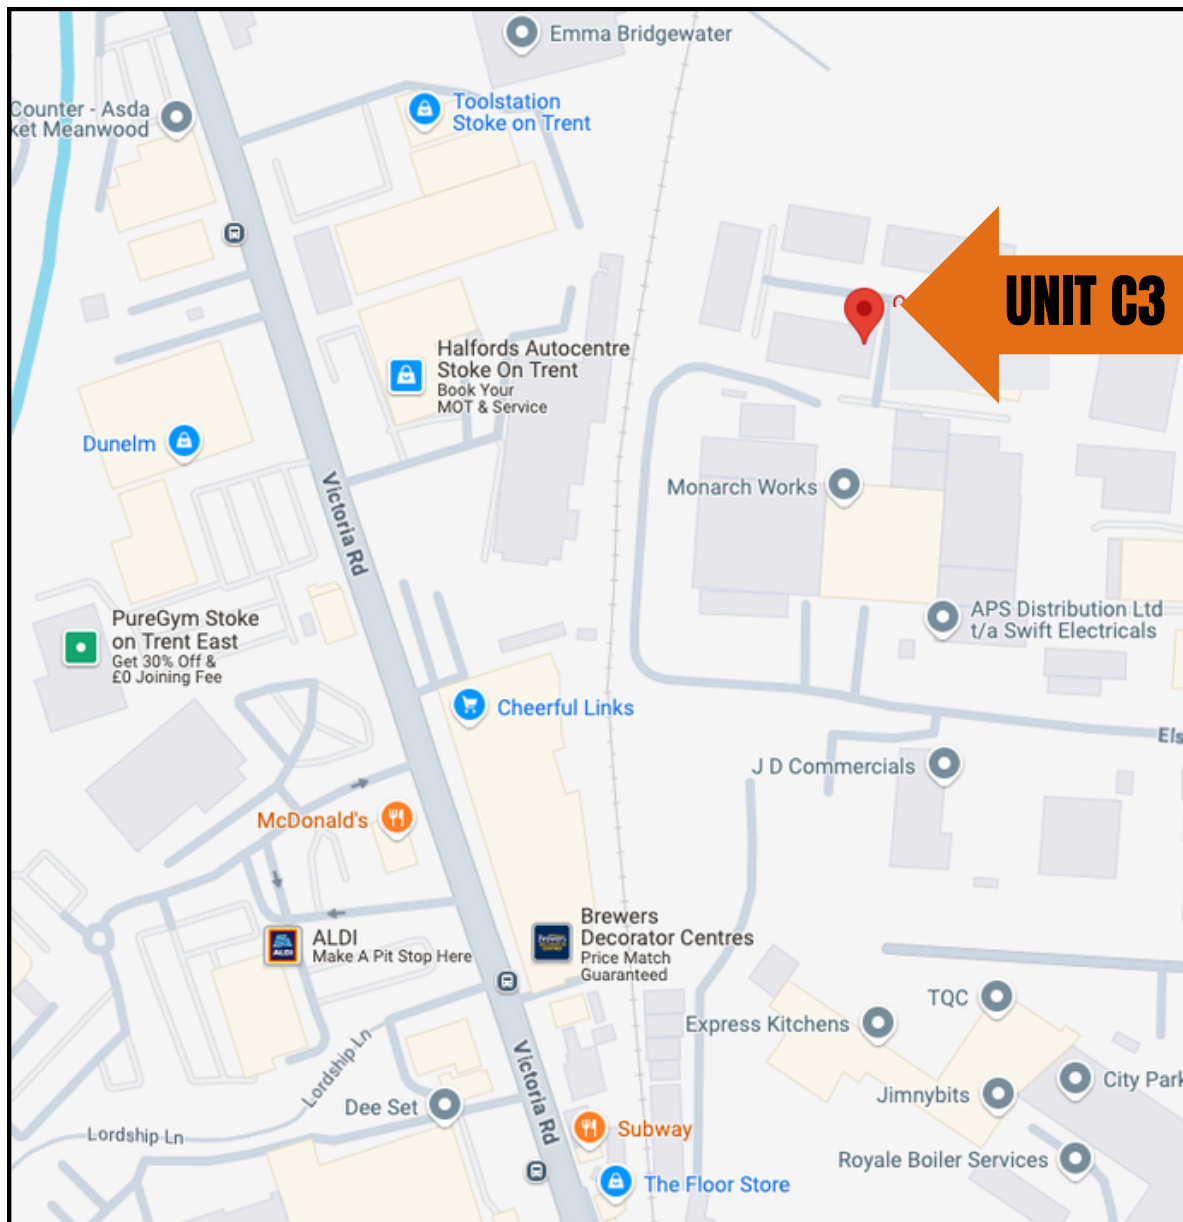 Emma Bridgewater
Toolstation
Stoke on Trent
Counter - Asda
ket Meanwood
UNIT C3
Halfords Autocentre
Stoke On Trent
Book Your
MOT & Service
Dunelm
Victoria Rd
Monarch Works
PureGym Stoke
on Trent East
Get 30% Off &
£0 Joining Fee
APS Distribution Ltd
t/a Swift Electricals
Cheerful Links
Els
J D Commercials
McDonald's
Brewers
Decorator Centres
Price Match
Guaranteed
ALDI
ALDI
Make A Pit Stop Here
TQC
Express Kitchens
Lordship Ln
Victoria Rd
Jimnybits
City Park
Dee Set
Subway
Lordship Ln
Royale Boiler Services
The Floor Store